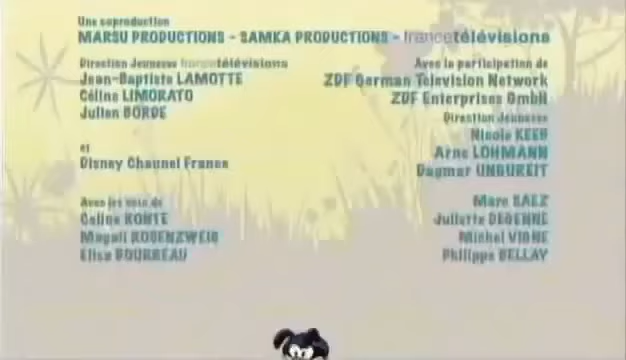 Une coproduction
MARSU PRODUCTIONS - SAMKA PRODUCTIONS - francetélévisions
Direction Jeunesse francetélévisions
Jean-Baptiste LAMOTTE
Céline LIMORATO
Julien BORDE
et
Disney Channel France
Avec les voix de
Celine RONTE
Magali ROSENZWEIG
Elisa BOURREAU
Avec la participation de
ZDF German Television Network
ZDF Enterprises GmbH
Direction Jeunesse
Nicole KEEB
Arne LOHMANN
Dagmar UNGUREIT
Marc SAEZ
Juliette DEGENNE
Michel VIGNE
Philippe BELLAY